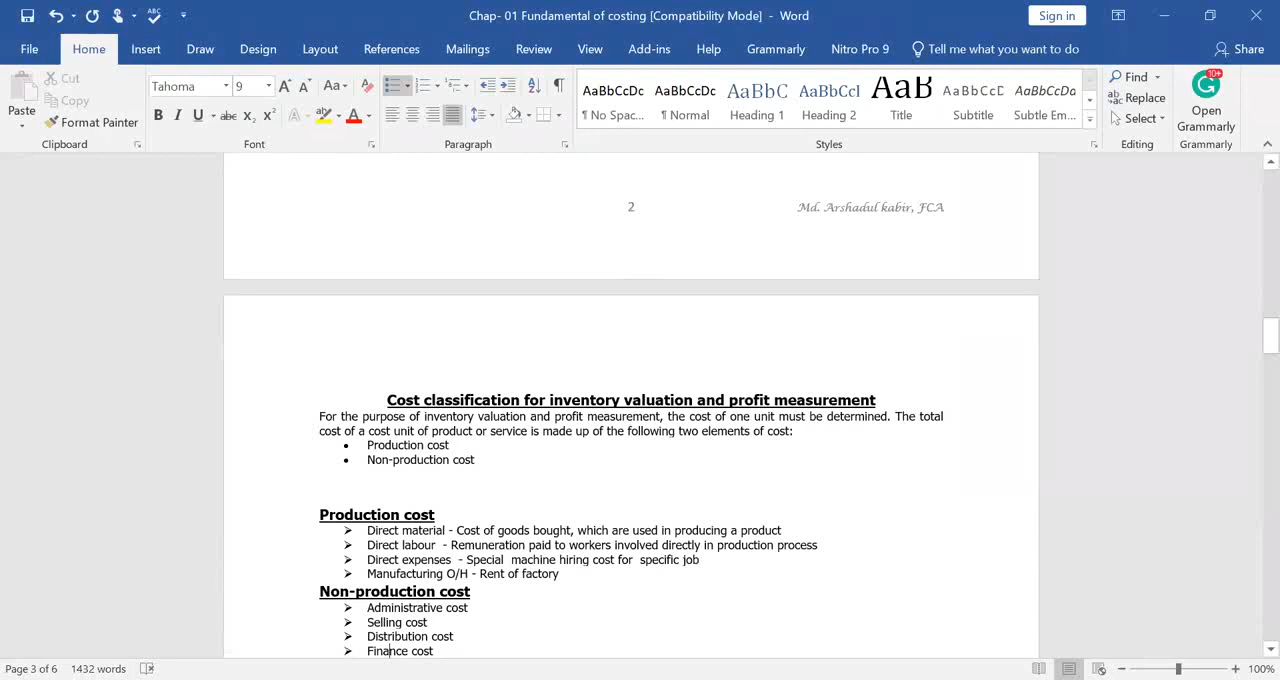 Chap- 01 Fundamental of costing [Compatibility Mode] - Word
Sign in
File Home Insert Draw Design Layout References Mailings Review View Add-ins Help Grammarly Nitro Pro 9 Tell me what you want to do Share
Paste
Cut
Copy
Format Painter
Clipboard
Tahoma 9
Font
Paragraph
AaBbCcDc AaBbCcDc AaBbC AaBbCcI AaB AaBbCcD AaBbCcDa
¶ No Spac... ¶ Normal Heading 1 Heading 2 Title Subtitle Subtle Em...
Styles
Find
Replace
Select
Editing
10+
Open
Grammarly
Grammarly
2 Md. Arshadul kabir, FCA
Cost classification for inventory valuation and profit measurement
For the purpose of inventory valuation and profit measurement, the cost of one unit must be determined. The total
cost of a cost unit of product or service is made up of the following two elements of cost:
• Production cost
• Non-production cost
Production cost
➢ Direct material - Cost of goods bought, which are used in producing a product
➢ Direct labour - Remuneration paid to workers involved directly in production process
➢ Direct expenses - Special machine hiring cost for specific job
➢ Manufacturing O/H - Rent of factory
Non-production cost
➢ Administrative cost
➢ Selling cost
➢ Distribution cost
➢ Finance cost
Page 3 of 6 1432 words 100%